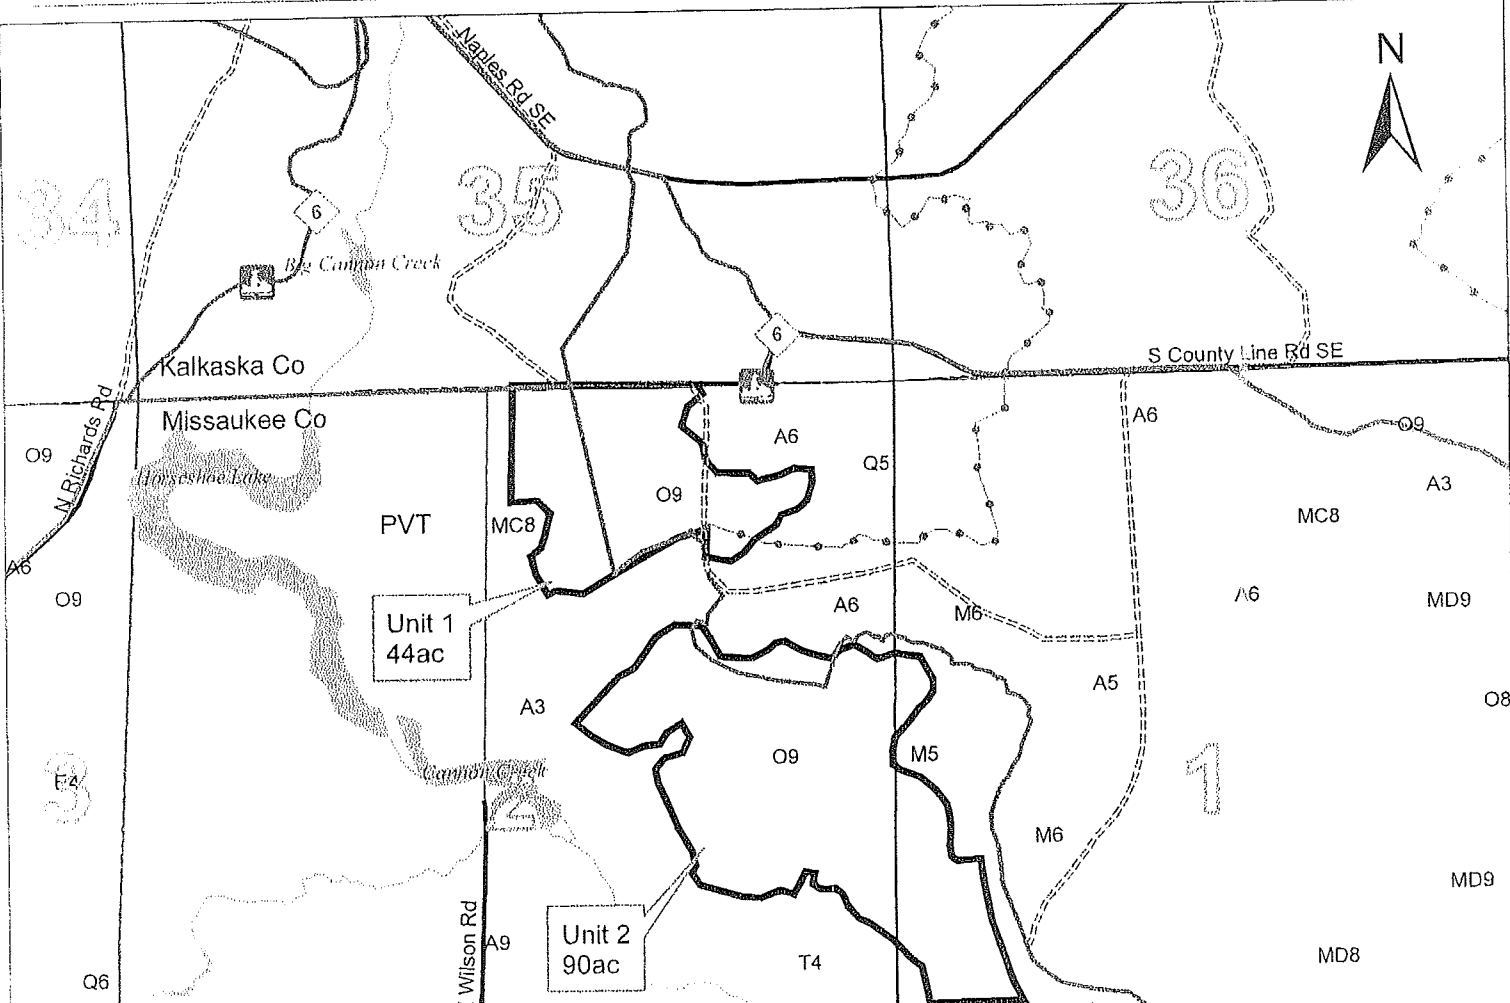 N
Naples Rd SE
34
35
36
6
Big Cannon Creek
6
Kalkaska Co
S County Line Rd SE
Missaukee Co
N Richards Rd
O9
Horseshoe Lake
A6
A6
O9
Q5
A3
O9
PVT
MC8
MC8
A6
O9
Unit 1
44ac
A6
M6
A6
MD9
A3
A5
O8
O9
M5
1
Cannon Creek
3
2
M6
MD9
Unit 2
90ac
Wilson Rd
A9
T4
MD8
Q6